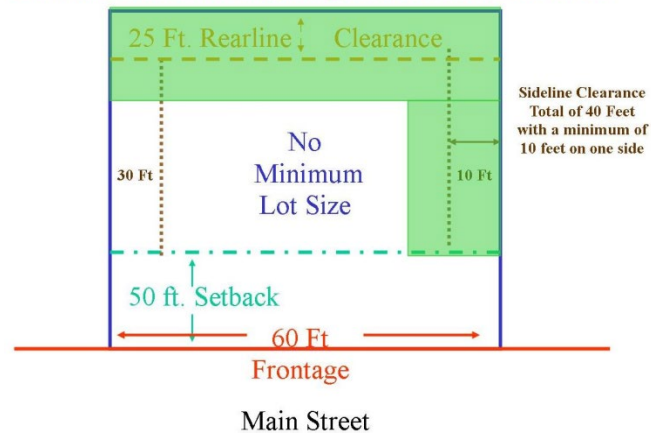 25 Ft. Rearline Clearance
Sideline Clearance
Total of 40 Feet
with a minimum of
10 feet on one side
No
Minimum
Lot Size
30 Ft
10 Ft
50 ft. Setback
60 Ft
Frontage
Main Street